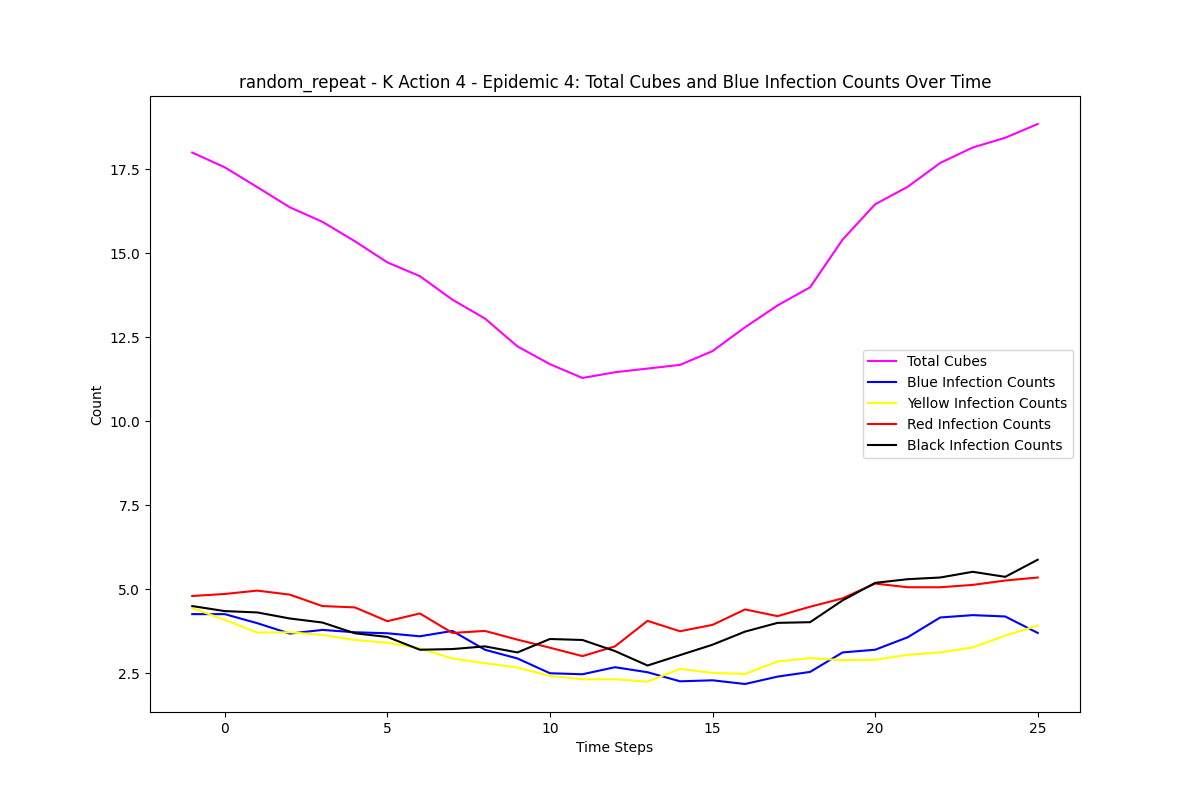 random_repeat - K Action 4 - Epidemic 4: Total Cubes and Blue Infection Counts Over Time
17.5
15.0
12.5
10.0
7.5
5.0
2.5
Count
Total Cubes
Blue Infection Counts
Yellow Infection Counts
Red Infection Counts
Black Infection Counts
0 5 10 15 20 25
Time Steps